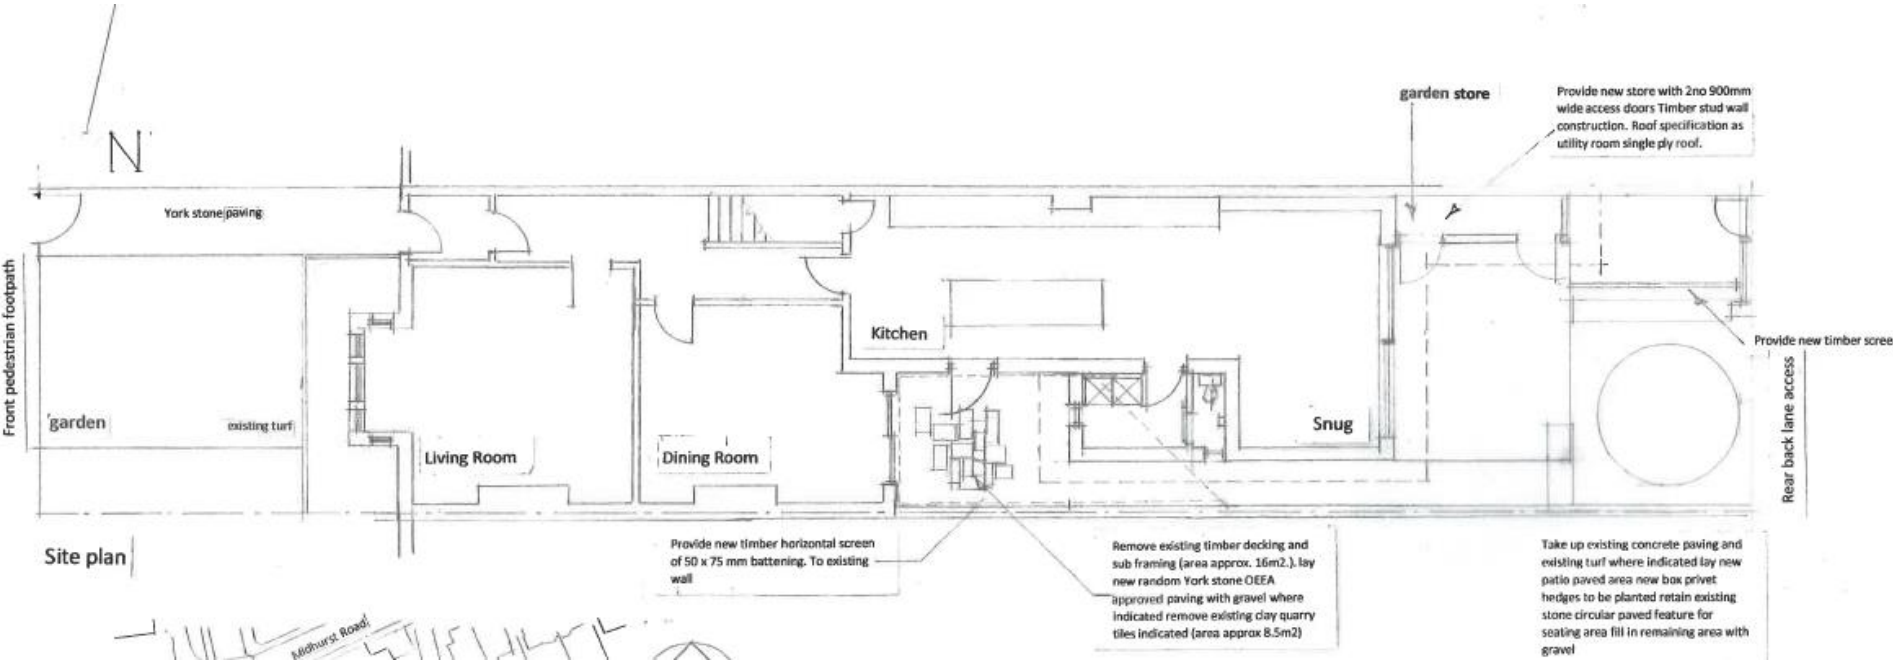 garden store
Provide new store with 2no 900mm
wide access doors Timber stud wall
construction. Roof specification as
utility room single ply roof.
N
York stone paving
Front pedestrian footpath
garden
existing turf
Living Room
Dining Room
Kitchen
Snug
Provide new timber scree
Rear back lane access
Site plan
Provide new timber horizontal screen
of 50 x 75 mm battening. To existing
wall
Remove existing timber decking and
sub framing (area approx. 16m2.). lay
new random York stone OEEA
approved paving with gravel where
indicated remove existing clay quarry
tiles indicated (area approx 8.5m2)
Take up existing concrete paving and
existing turf where indicated lay new
patio paved area new box privet
hedges to be planted retain existing
stone circular paved feature for
seating area fill in remaining area with
gravel
Midhurst Road